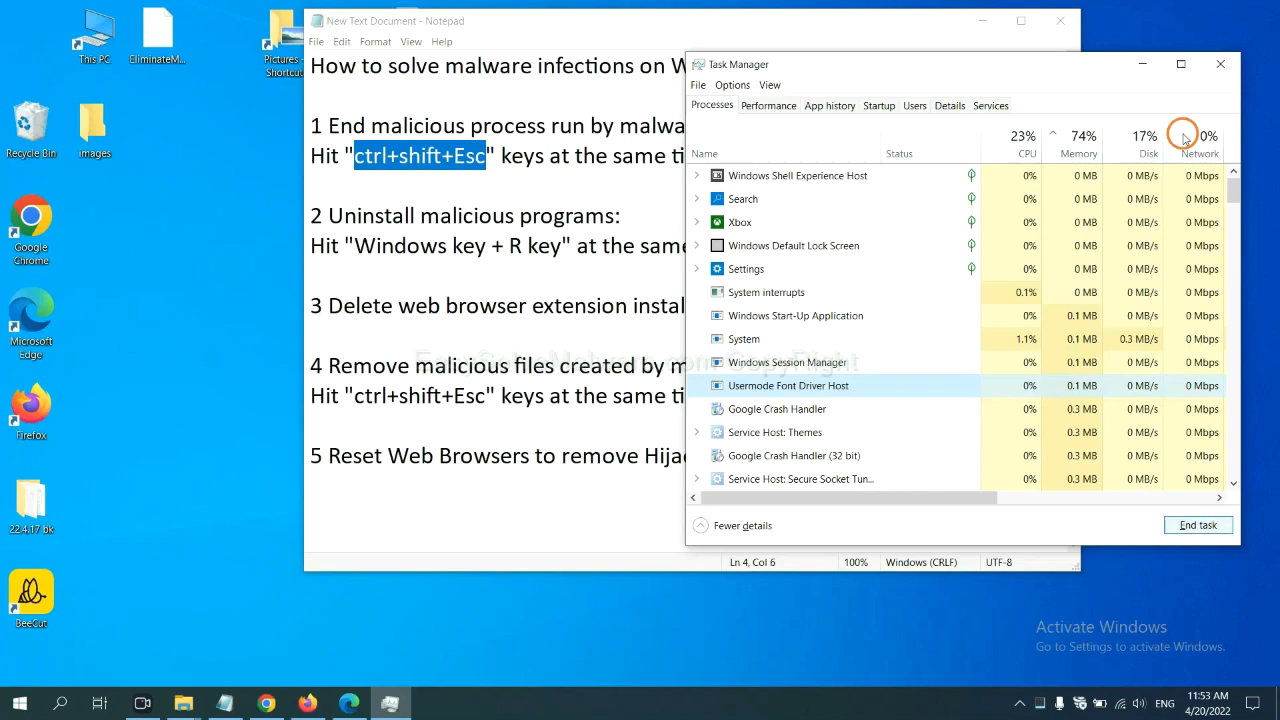 This PC
EliminateM...
Pictures - Shortcut
Recycle Bin
images
Google Chrome
Microsoft Edge
Firefox
22.4.17 bk
BeeCut
New Text Document - Notepad
File Edit Format View Help
How to solve malware infections on W
1 End malicious process run by malwa
Hit "ctrl+shift+Esc" keys at the same ti
2 Uninstall malicious programs:
Hit "Windows key + R key" at the same
3 Delete web browser extension instal
4 Remove malicious files created by m
Hit "ctrl+shift+Esc" keys at the same ti
5 Reset Web Browsers to remove Hijac
Ln 4, Col 6 100% Windows (CRLF) UTF-8
Task Manager
File Options View
Processes Performance App history Startup Users Details Services
23% 74% 17% 0%
Name Status CPU Memory Disk Network
Windows Shell Experience Host 0% 0 MB 0 MB/s 0 Mbps
Search 0% 0 MB 0 MB/s 0 Mbps
Xbox 0% 0 MB 0 MB/s 0 Mbps
Windows Default Lock Screen 0% 0 MB 0 MB/s 0 Mbps
Settings 0% 0 MB 0 MB/s 0 Mbps
System interrupts 0.1% 0 MB 0 MB/s 0 Mbps
Windows Start-Up Application 0% 0.1 MB 0 MB/s 0 Mbps
System 1.1% 0.1 MB 0.3 MB/s 0 Mbps
Windows Session Manager 0% 0.1 MB 0 MB/s 0 Mbps
Usermode Font Driver Host 0% 0.1 MB 0 MB/s 0 Mbps
Google Crash Handler 0% 0.3 MB 0 MB/s 0 Mbps
Service Host: Themes 0% 0.3 MB 0 MB/s 0 Mbps
Google Crash Handler (32 bit) 0% 0.3 MB 0 MB/s 0 Mbps
Service Host: Secure Socket Tun... 0% 0.3 MB 0 MB/s 0 Mbps
Fewer details End task
CopyRight
Activate Windows
Go to Settings to activate Windows.
ENG
11:53 AM
4/20/2022